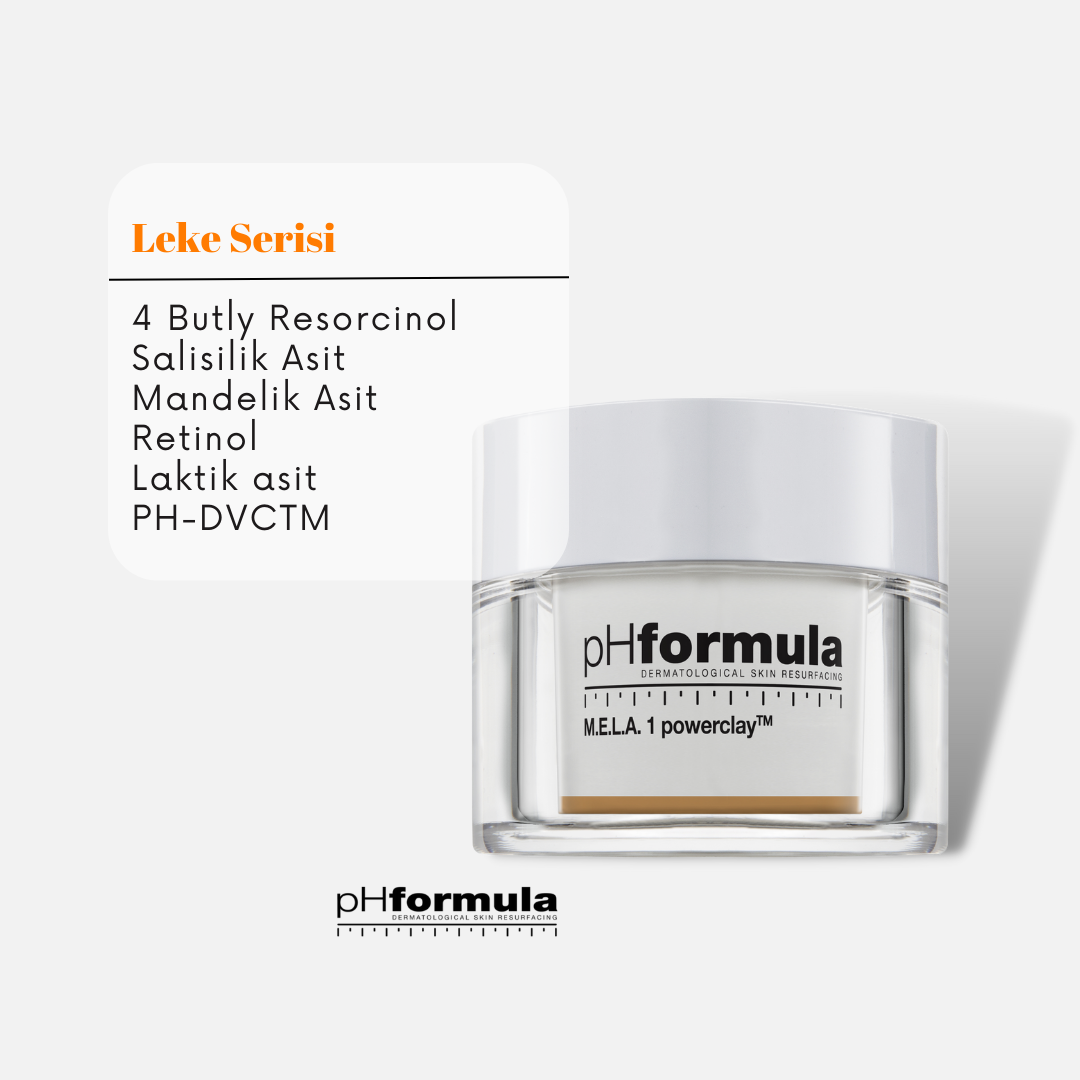 Leke Serisi
4 Butly Resorcinol
Salisilik Asit
Mandelik Asit
Retinol
Laktik asit
PH-DVCTM
pHformula
DERMATOLOGICAL SKIN RESURFACING
M.E.L.A. 1 powerclay™
pHformula
DERMATOLOGICAL SKIN RESURFACING